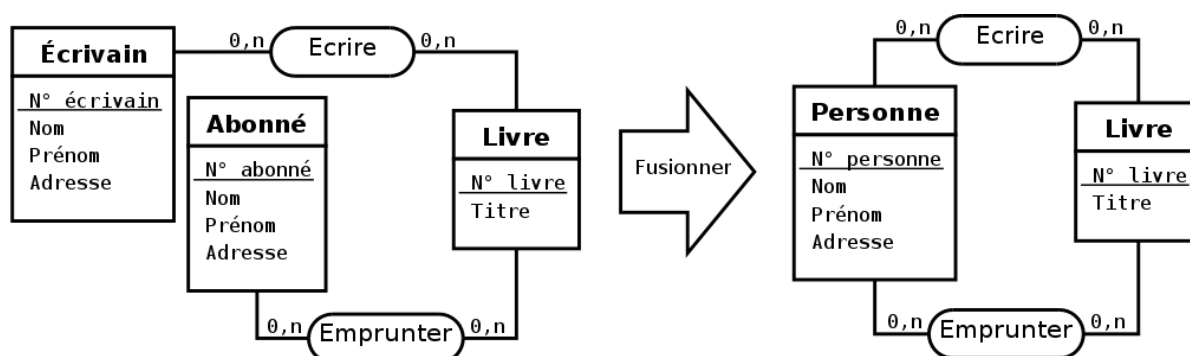 0,n
Ecrire
0,n
Écrivain
N° écrivain
Nom
Prénom
Adresse
Abonné
N° abonné
Nom
Prénom
Adresse
Livre
N° livre
Titre
0,n
Emprunter
0,n
Fusionner
0,n
Ecrire
0,n
Personne
N° personne
Nom
Prénom
Adresse
Livre
N° livre
Titre
0,n
Emprunter
0,n